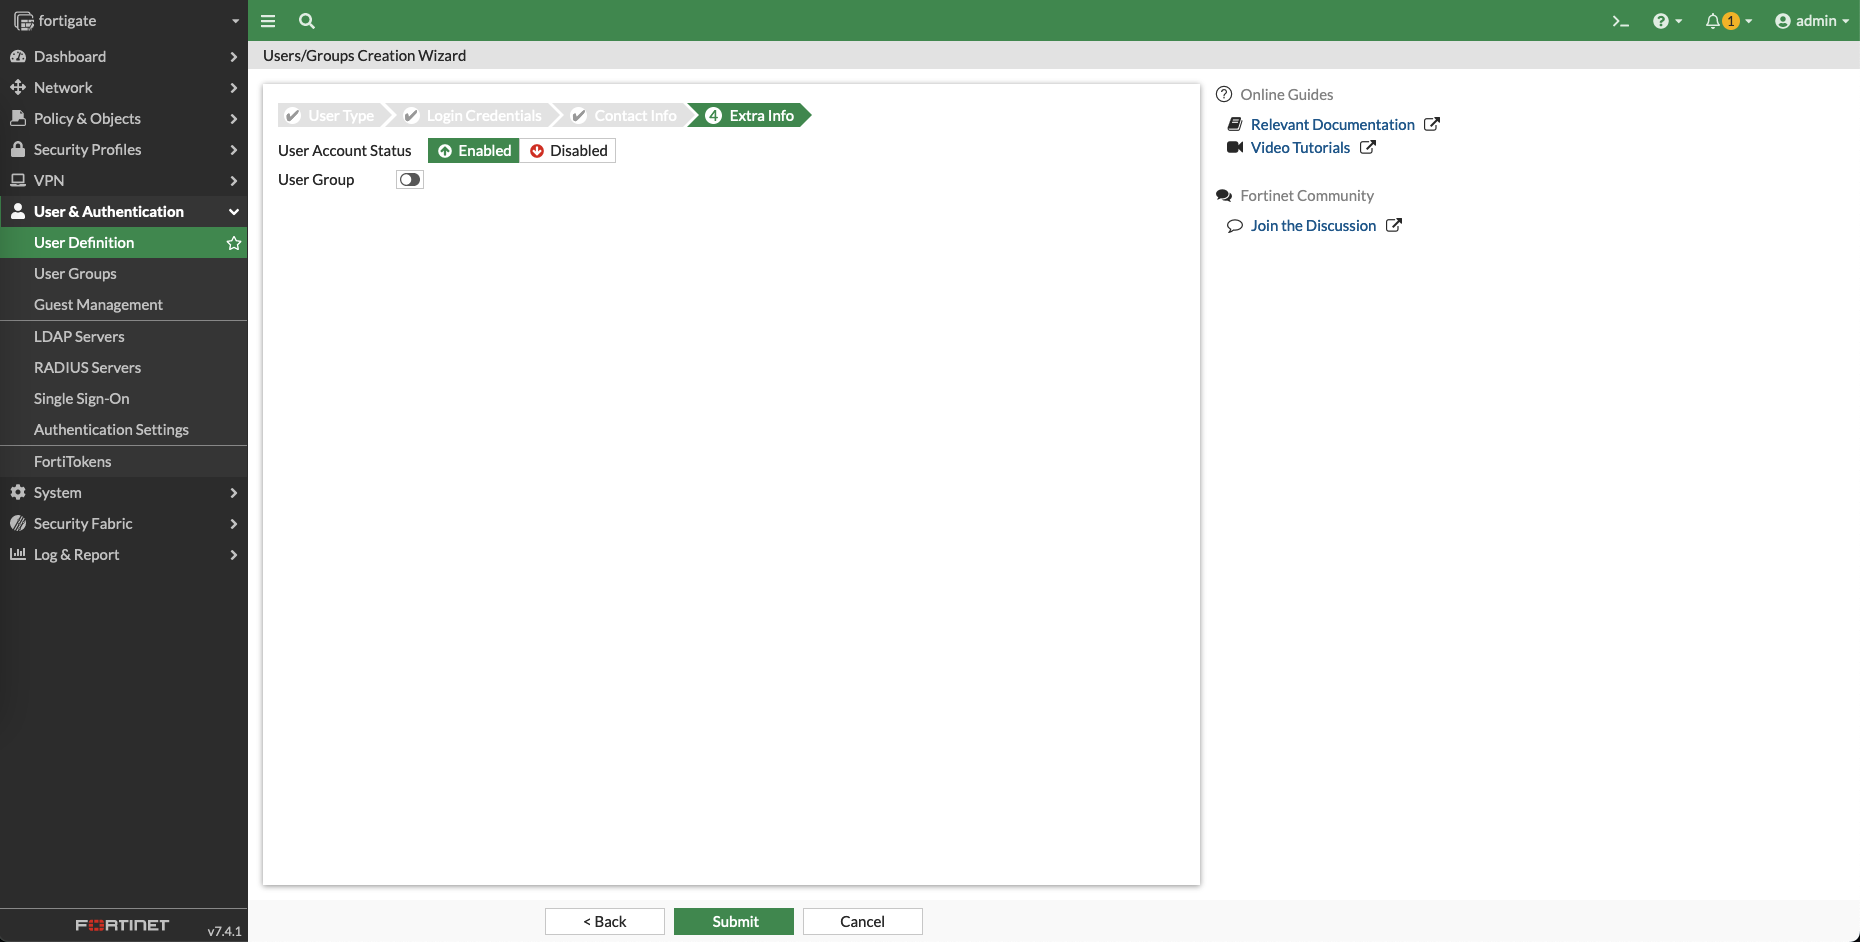 fortigate
1
admin
Dashboard
Network
Policy & Objects
Security Profiles
VPN
User & Authentication
User Definition
User Groups
Guest Management
LDAP Servers
RADIUS Servers
Single Sign-On
Authentication Settings
FortiTokens
System
Security Fabric
Log & Report
FORTINET
v7.4.1
Users/Groups Creation Wizard
User Type Login Credentials Contact Info 4 Extra Info
User Account Status Enabled Disabled
User Group
< Back Submit Cancel
Online Guides
Relevant Documentation
Video Tutorials
Fortinet Community
Join the Discussion